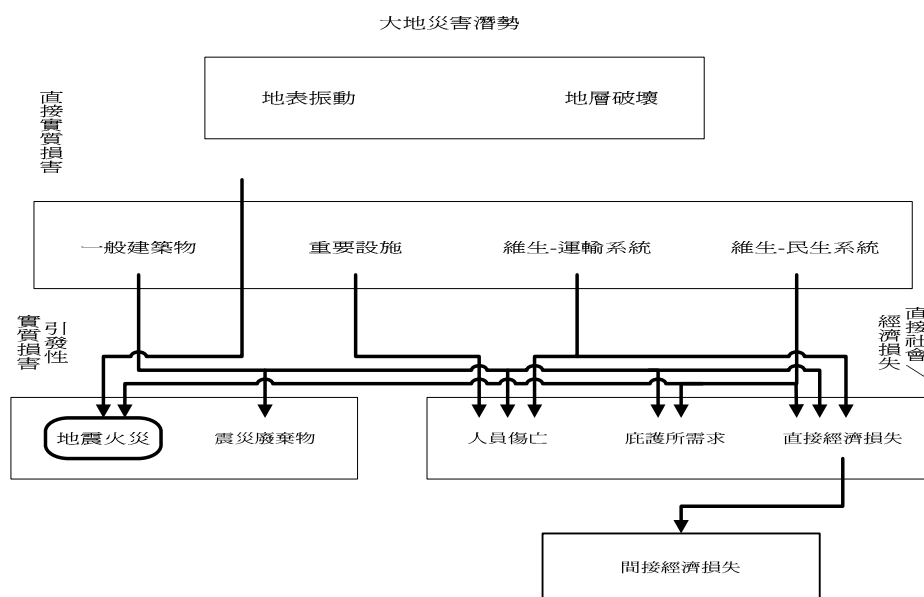 大地災害潛勢
地表振動
地層破壞
直接實質損害
一般建築物
重要設施
維生-運輸系統
維生-民生系統
引發性
實質損害
直接社會／
經濟損失
地震火災
震災廢棄物
人員傷亡
庇護所需求
直接經濟損失
間接經濟損失